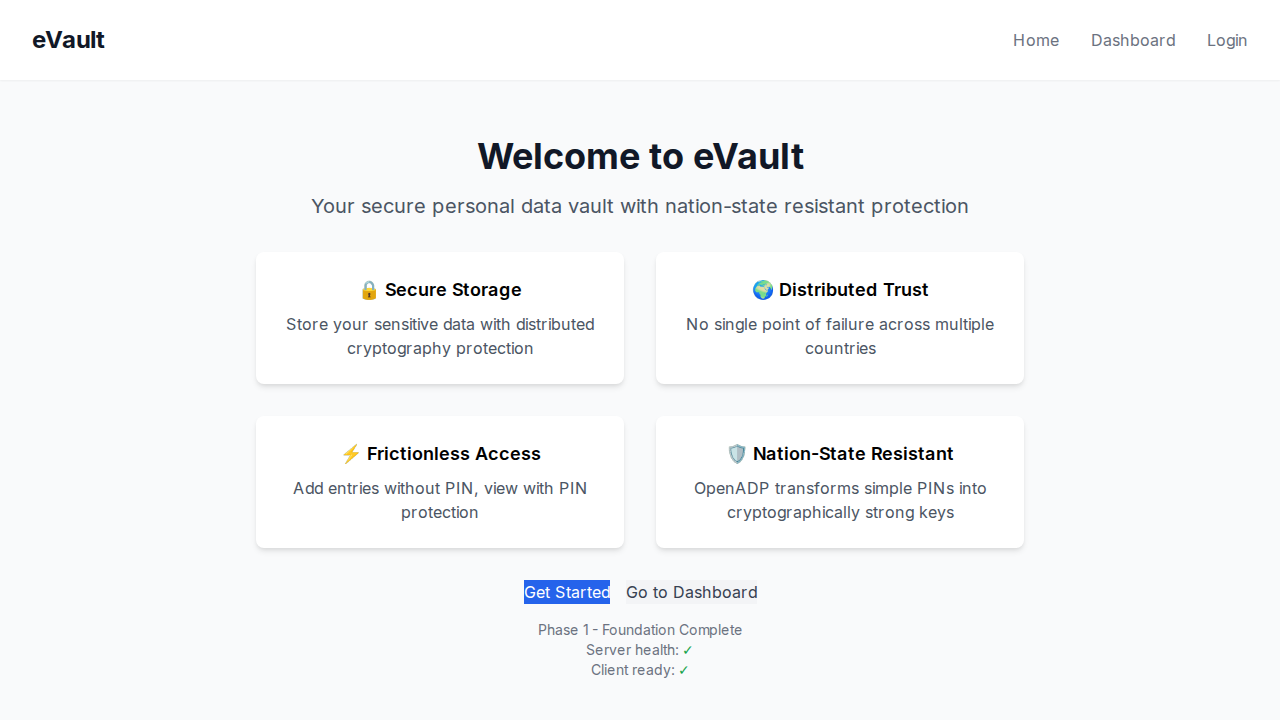 eVault
Home Dashboard Login
Welcome to eVault
Your secure personal data vault with nation-state resistant protection
🔒 Secure Storage
Store your sensitive data with distributed
cryptography protection
🌍 Distributed Trust
No single point of failure across multiple
countries
⚡ Frictionless Access
Add entries without PIN, view with PIN
protection
🛡️ Nation-State Resistant
OpenADP transforms simple PINs into
cryptographically strong keys
Get Started Go to Dashboard
Phase 1 - Foundation Complete
Server health: ✓
Client ready: ✓